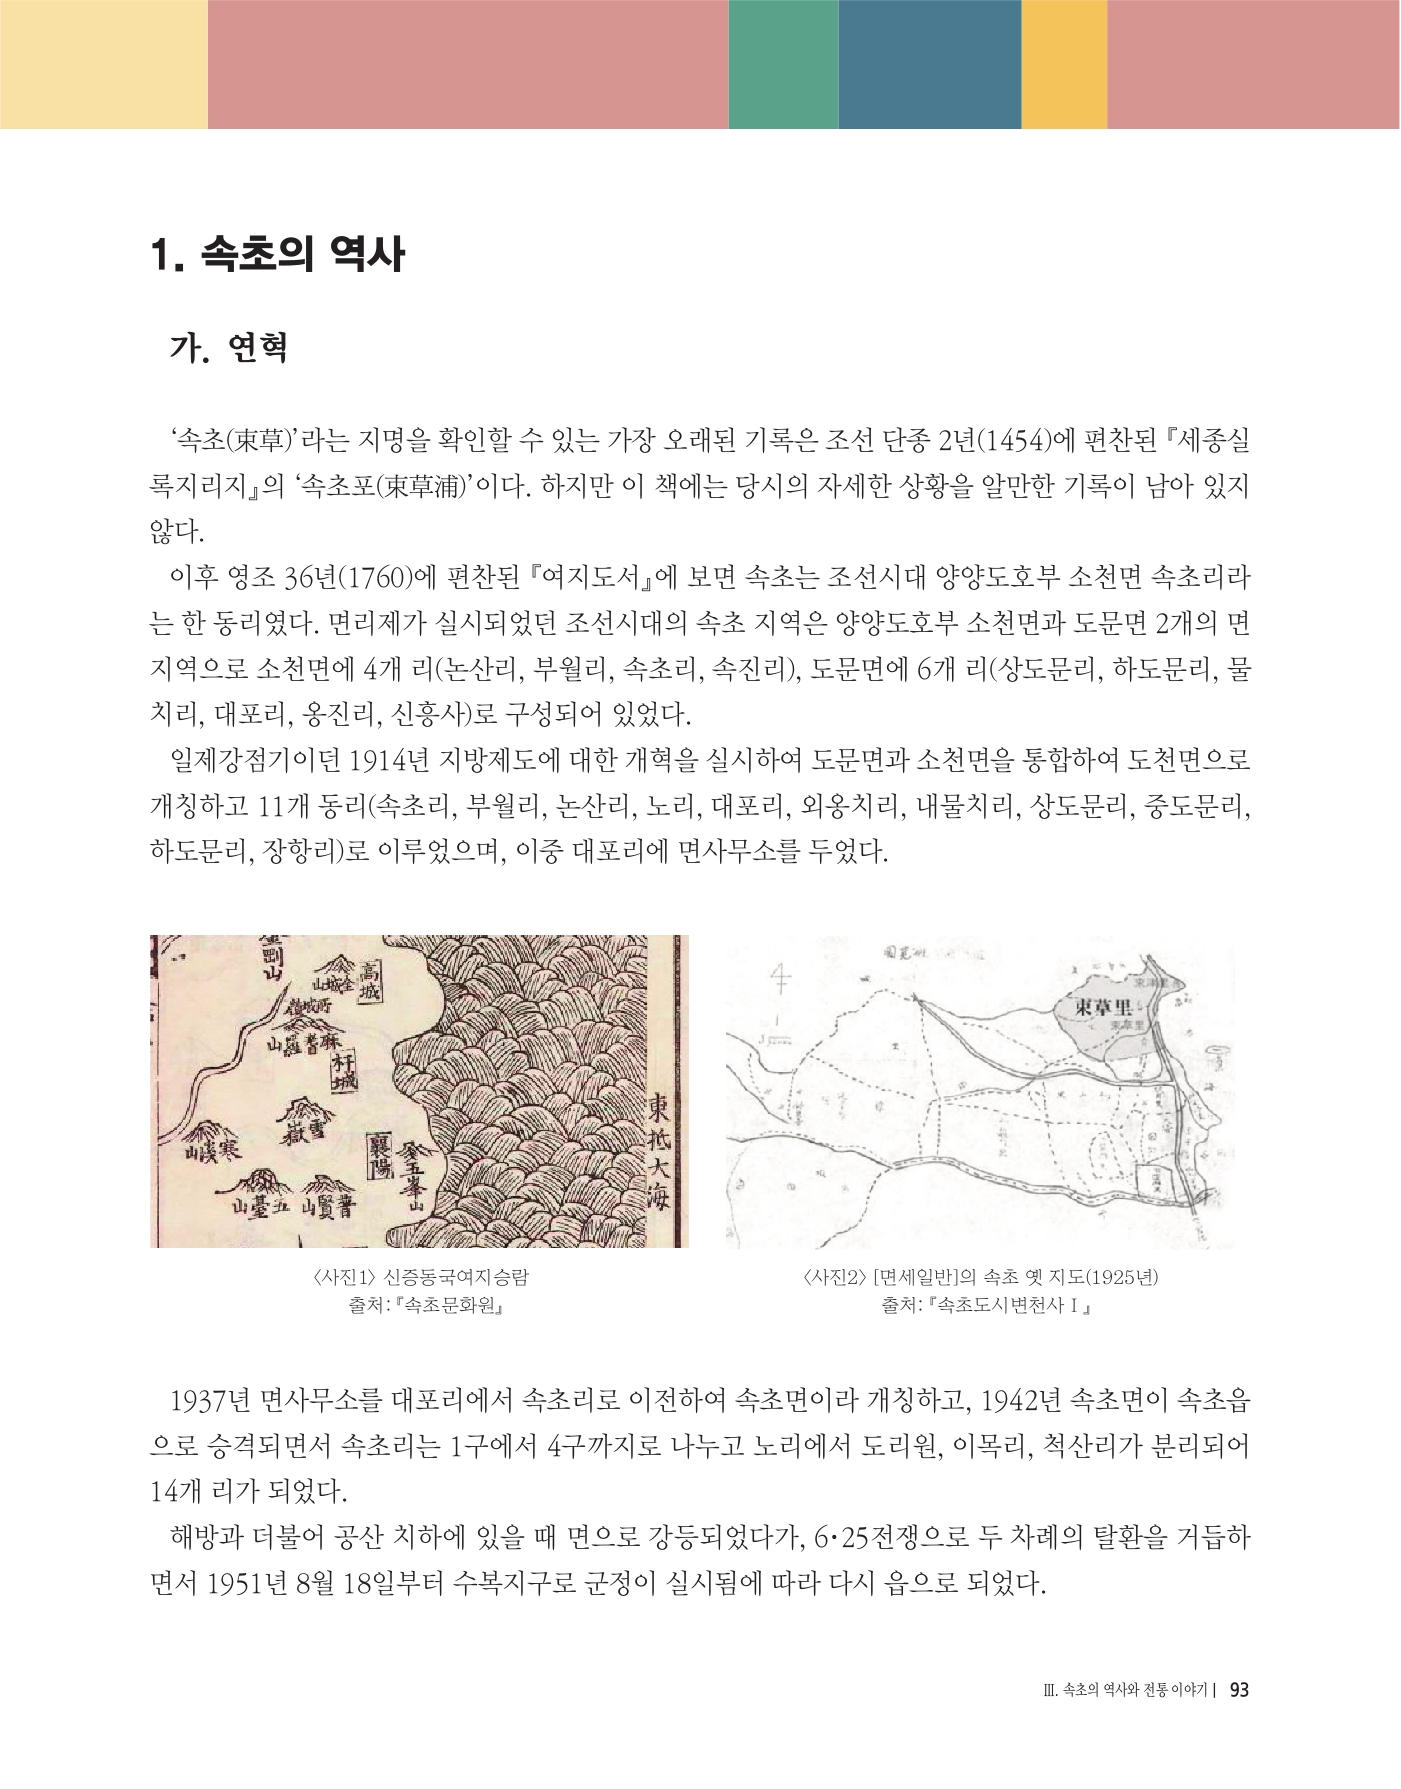 1. 속초의 역사
가. 연혁
‘속초(束草)’라는 지명을 확인할 수 있는 가장 오래된 기록은 조선 단종 2년(1454)에 편찬된 『세종실
록지리지』의 ‘속초포(束草浦)’이다. 하지만 이 책에는 당시의 자세한 상황을 알만한 기록이 남아 있지
않다.
이후 영조 36년(1760)에 편찬된 『여지도서』에 보면 속초는 조선시대 양양도호부 소천면 속초리라
는 한 동리였다. 면리제가 실시되었던 조선시대의 속초 지역은 양양도호부 소천면과 도문면 2개의 면
지역으로 소천면에 4개 리(논산리, 부월리, 속초리, 속진리), 도문면에 6개 리(상도문리, 하도문리, 물
치리, 대포리, 옹진리, 신흥사)로 구성되어 있었다.
일제강점기이던 1914년 지방제도에 대한 개혁을 실시하여 도문면과 소천면을 통합하여 도천면으로
개칭하고 11개 동리(속초리, 부월리, 논산리, 노리, 대포리, 외옹치리, 내물치리, 상도문리, 중도문리,
하도문리, 장항리)로 이루었으며, 이중 대포리에 면사무소를 두었다.
金剛山
高城
杆城
雪嶽
寒溪山
襄陽
五臺山
普賢山
五峯山
東抵大海
東草里
〈사진1〉 신증동국여지승람
출처: 『속초문화원』
〈사진2〉 [면세일반]의 속초 옛 지도(1925년)
출처: 『속초도시변천사Ⅰ』
1937년 면사무소를 대포리에서 속초리로 이전하여 속초면이라 개칭하고, 1942년 속초면이 속초읍
으로 승격되면서 속초리는 1구에서 4구까지로 나누고 노리에서 도리원, 이목리, 척산리가 분리되어
14개 리가 되었다.
해방과 더불어 공산 치하에 있을 때 면으로 강등되었다가, 6·25전쟁으로 두 차례의 탈환을 거듭하
면서 1951년 8월 18일부터 수복지구로 군정이 실시됨에 따라 다시 읍으로 되었다.
Ⅲ. 속초의 역사와 전통 이야기 | 93